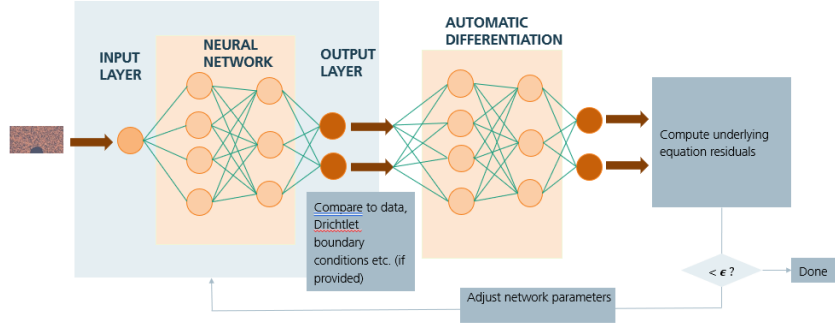 INPUT
LAYER
NEURAL
NETWORK
OUTPUT
LAYER
AUTOMATIC
DIFFERENTIATION
Compare to data,
Drichtlet
boundary
conditions etc. (if
provided)
Compute underlying
equation residuals
< ϵ ?
Done
Adjust network parameters